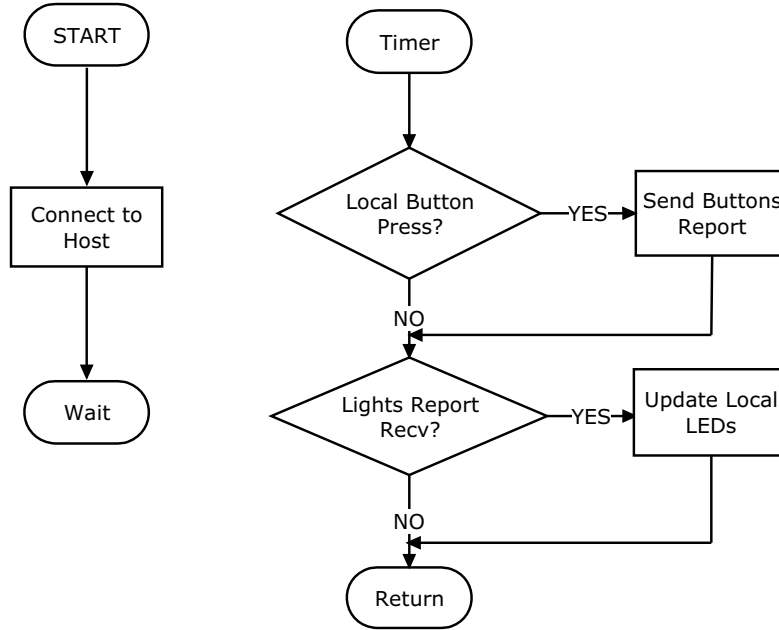 START
Connect to
Host
Wait
Timer
Local Button
Press?
YES
Send Buttons
Report
NO
Lights Report
Recv?
YES
Update Local
LEDs
NO
Return